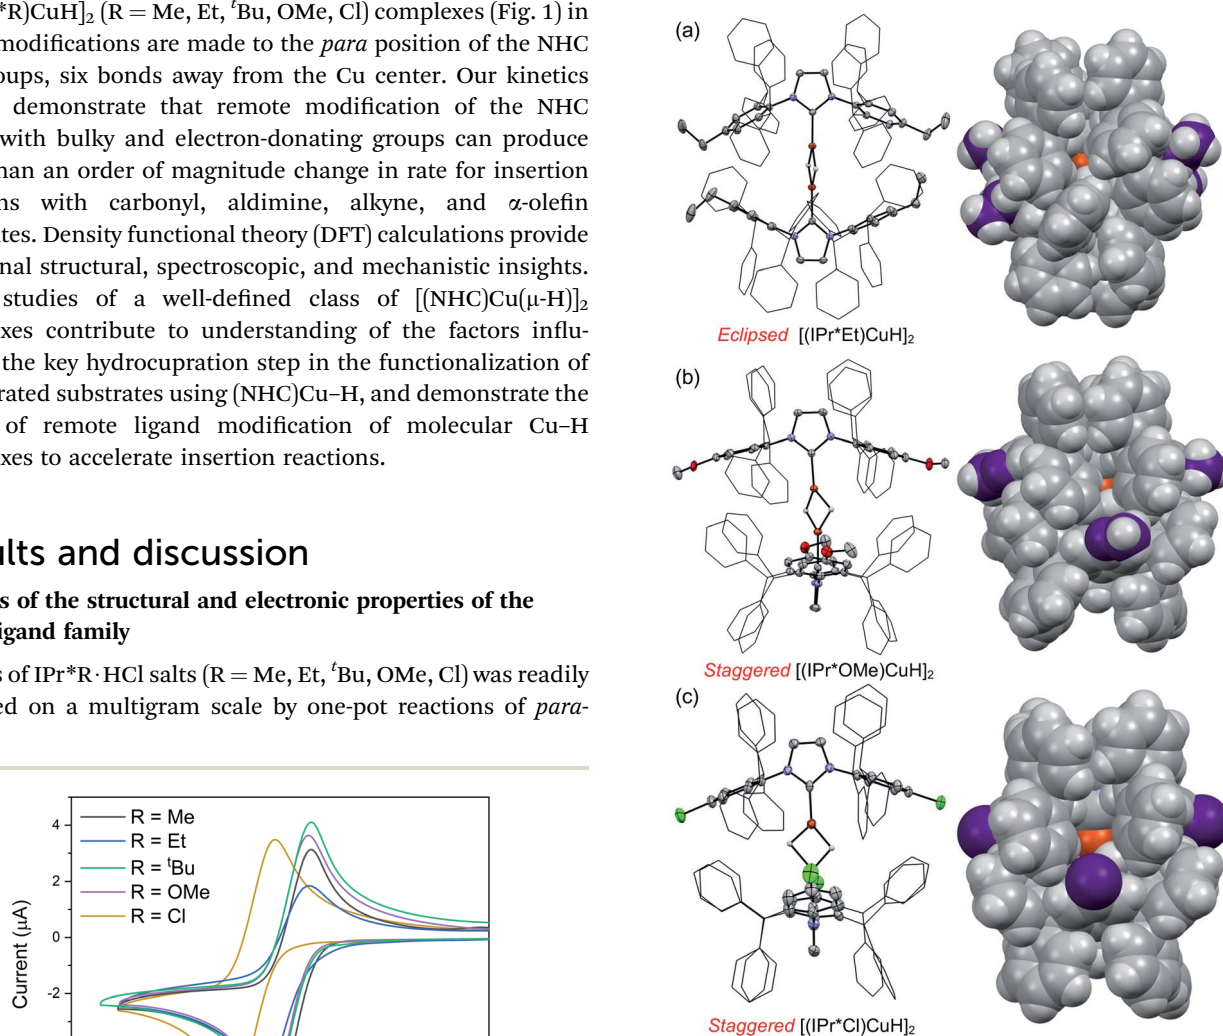 *R)CuH]₂ (R = Me, Et, ᵗBu, OMe, Cl) complexes (Fig. 1) in
modifications are made to the para position of the NHC
oups, six bonds away from the Cu center. Our kinetics
demonstrate that remote modification of the NHC
with bulky and electron-donating groups can produce
han an order of magnitude change in rate for insertion
ns with carbonyl, aldimine, alkyne, and α-olefin
tes. Density functional theory (DFT) calculations provide
nal structural, spectroscopic, and mechanistic insights.
studies of a well-defined class of [(NHC)Cu(μ-H)]₂
exes contribute to understanding of the factors influ-
the key hydrocupration step in the functionalization of
rated substrates using (NHC)Cu–H, and demonstrate the
of remote ligand modification of molecular Cu–H
exes to accelerate insertion reactions.
ults and discussion
s of the structural and electronic properties of the
igand family
s of IPr*R·HCl salts (R = Me, Et, ᵗBu, OMe, Cl) was readily
ed on a multigram scale by one-pot reactions of para-
R = Me
R = Et
R = ᵗBu
R = OMe
R = Cl
4
2
0
-2
Current (μA)
(a)
Eclipsed [(IPr*Et)CuH]₂
(b)
Staggered [(IPr*OMe)CuH]₂
(c)
Staggered [(IPr*Cl)CuH]₂